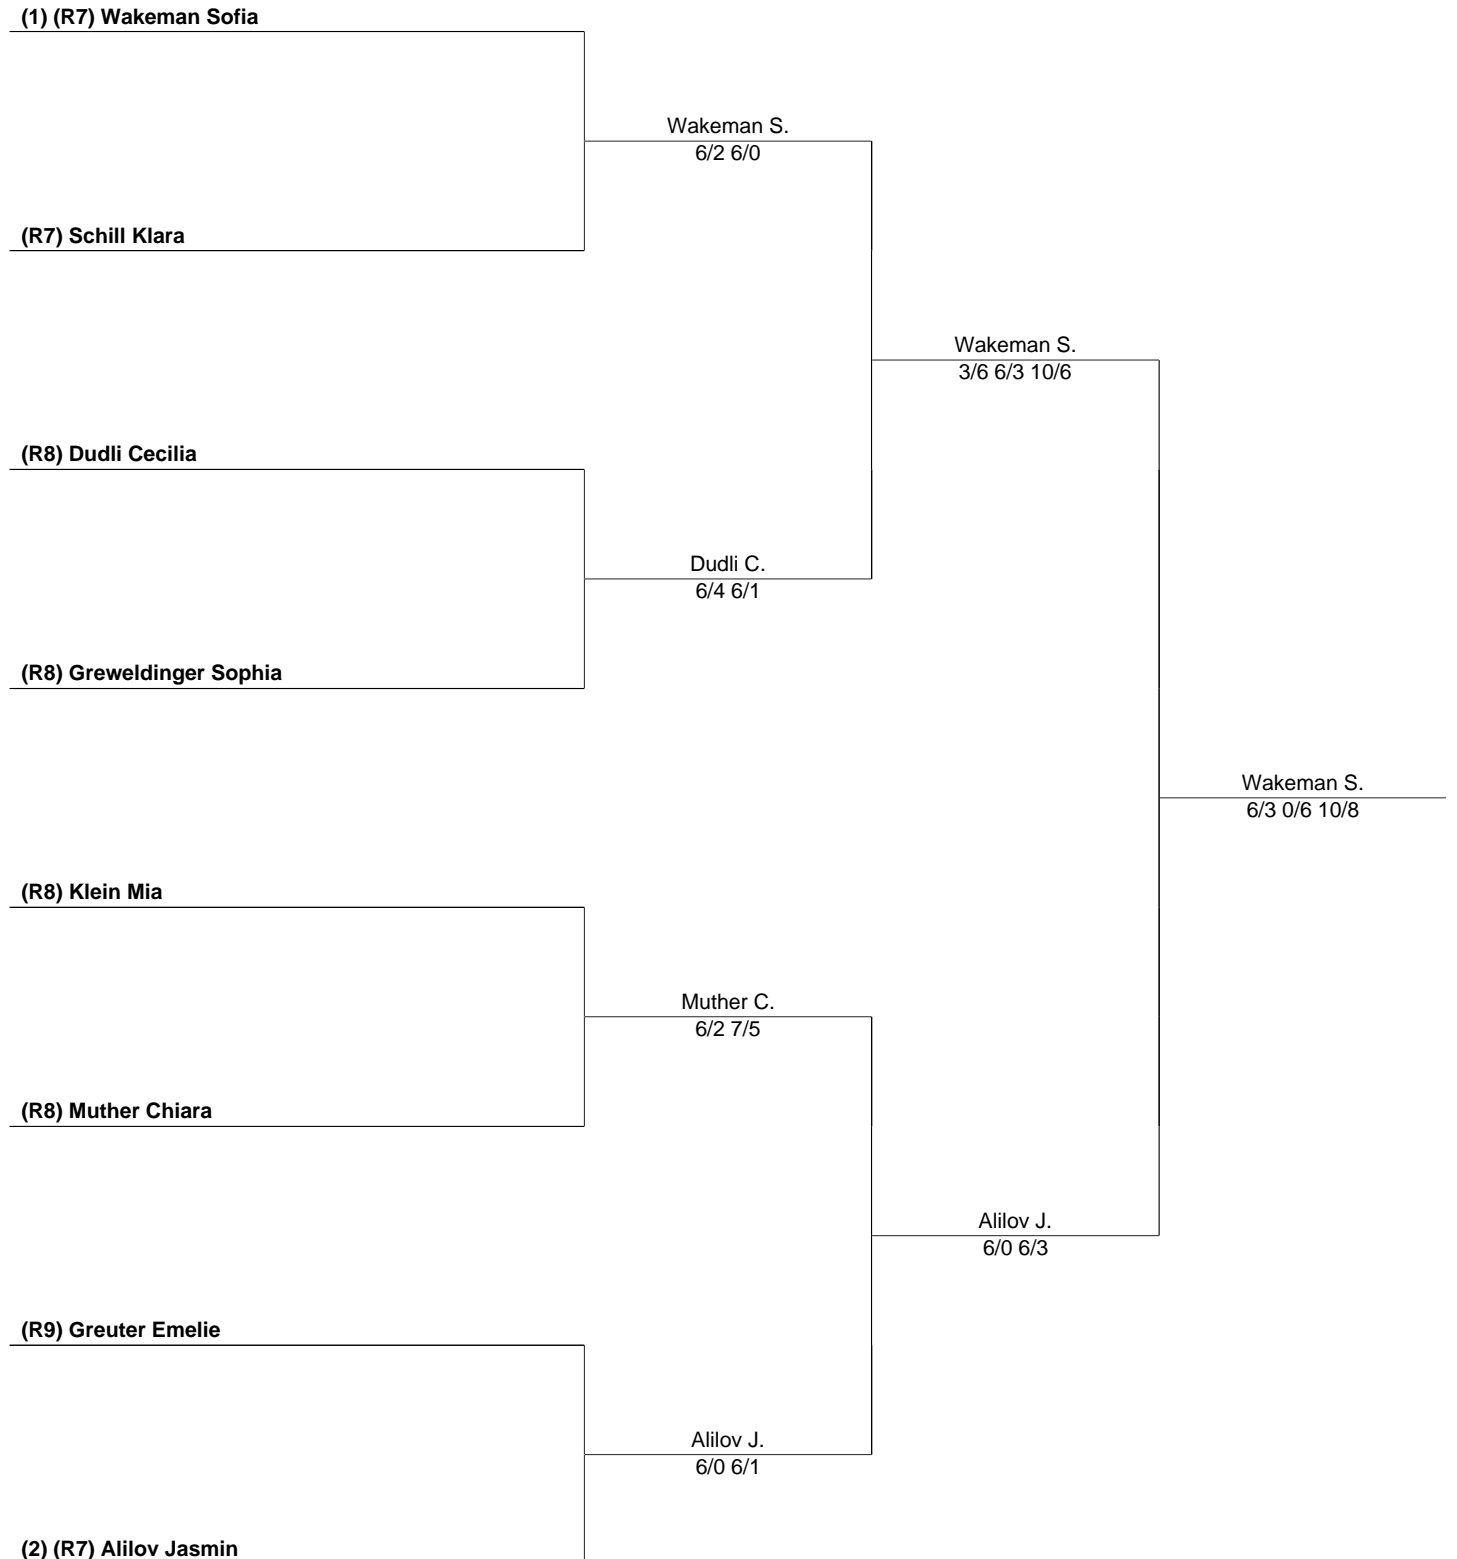 (1) (R7) Wakeman Sofia
Wakeman S.
6/2 6/0
(R7) Schill Klara
Wakeman S.
3/6 6/3 10/6
(R8) Dudli Cecilia
Dudli C.
6/4 6/1
(R8) Greweldinger Sophia
Wakeman S.
6/3 0/6 10/8
(R8) Klein Mia
Muther C.
6/2 7/5
(R8) Muther Chiara
Alilov J.
6/0 6/3
(R9) Greuter Emelie
Alilov J.
6/0 6/1
(2) (R7) Alilov Jasmin